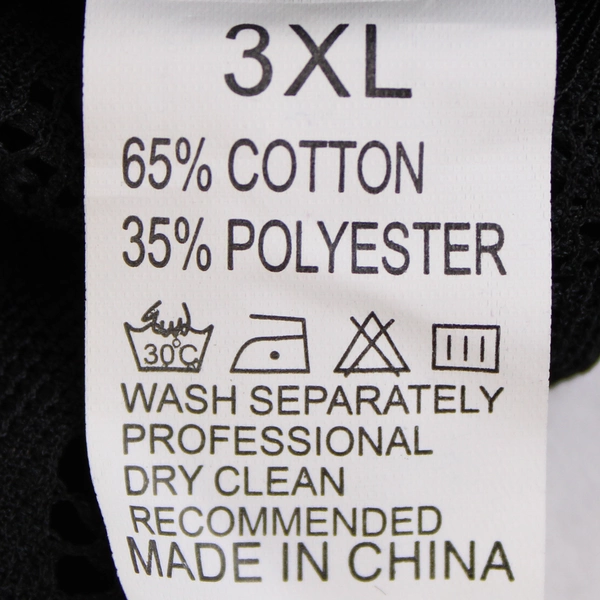 3XL
65% COTTON
35% POLYESTER
30°C
WASH SEPARATELY
PROFESSIONAL
DRY CLEAN
RECOMMENDED
MADE IN CHINA